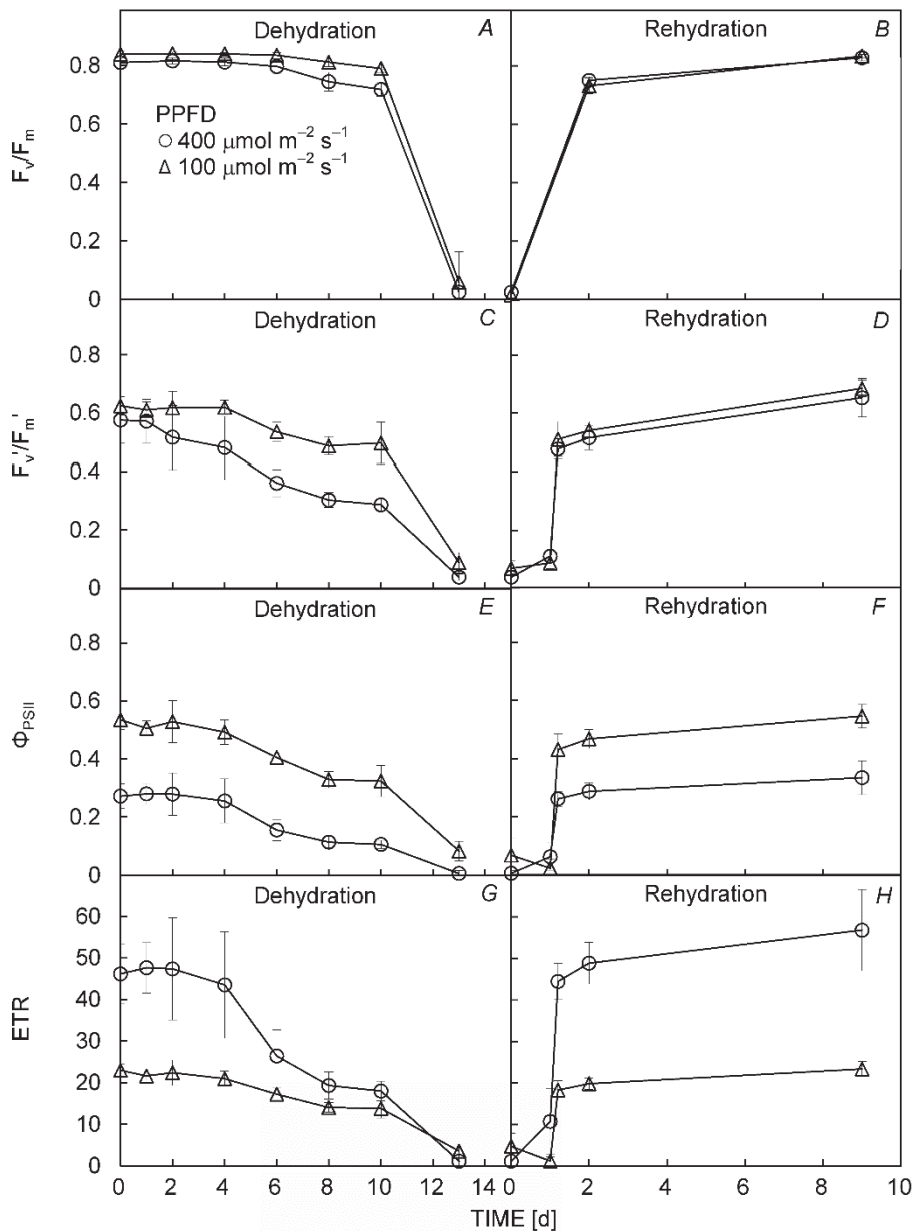 Dehydration A
Rehydration B
PPFD
400 μmol m⁻² s⁻¹
100 μmol m⁻² s⁻¹
Fv/Fm
0.8
0.6
0.4
0.2
0
Dehydration C
Rehydration D
Fv'/Fm'
0.8
0.6
0.4
0.2
0
Dehydration E
Rehydration F
ΦPSII
0.8
0.6
0.4
0.2
0
Dehydration G
Rehydration H
ETR
60
50
40
30
20
10
0
0 2 4 6 8 10 12 14 0 2 4 6 8 10
TIME [d]